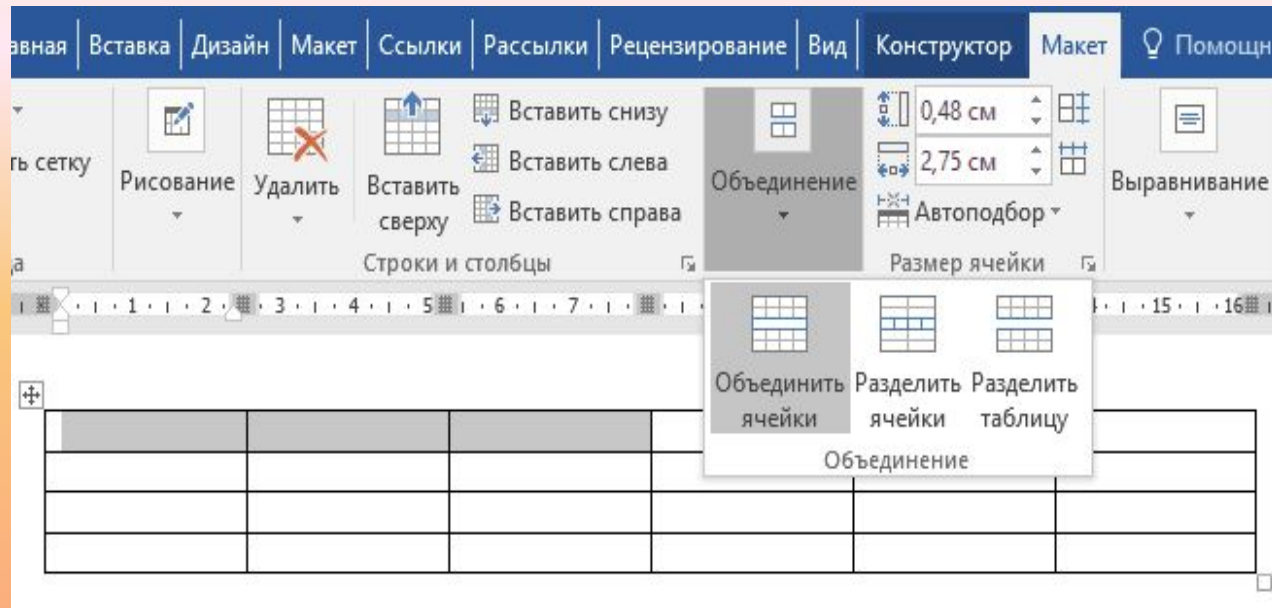 авная Вставка Дизайн Макет Ссылки Рассылки Рецензирование Вид Конструктор Макет Помощн
ть сетку
Рисование
Удалить
Вставить
сверху
Вставить снизу
Вставить слева
Вставить справа
Объединение
0,48 см
2,75 см
Автоподбор
Выравнивание
а
Строки и столбцы
Размер ячейки
1 2 3 4 5 6 7 15 16
Объединить
ячейки
Разделить
ячейки
Разделить
таблицу
Объединение